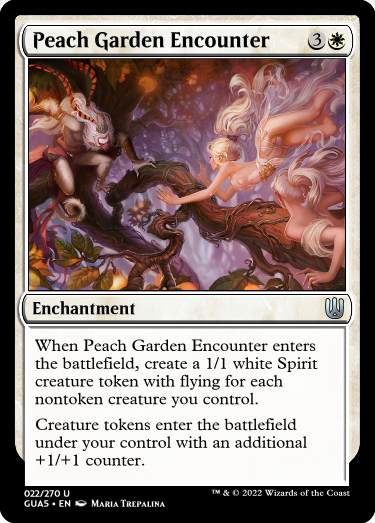 Peach Garden Encounter 3
Enchantment
When Peach Garden Encounter enters
the battlefield, create a 1/1 white Spirit
creature token with flying for each
nontoken creature you control.
Creature tokens enter the battlefield
under your control with an additional
+1/+1 counter.
022/270 U
GUA5 • EN Maria Trepalina
™ & © 2022 Wizards of the Coast